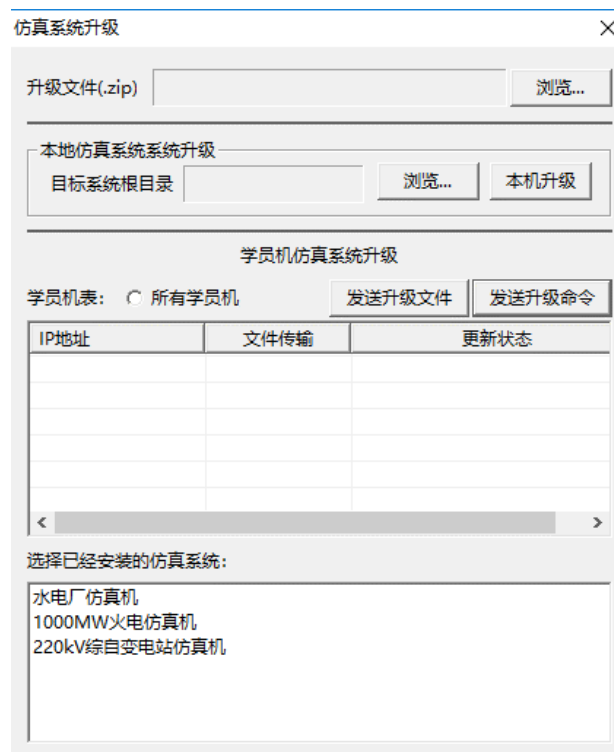 仿真系统升级
升级文件(.zip) 浏览...
本地仿真系统系统升级
目标系统根目录 浏览... 本机升级
学员机仿真系统升级
学员机表： 所有学员机 发送升级文件 发送升级命令
IP地址 文件传输 更新状态
选择已经安装的仿真系统：
水电厂仿真机
1000MW火电仿真机
220kV综自变电站仿真机